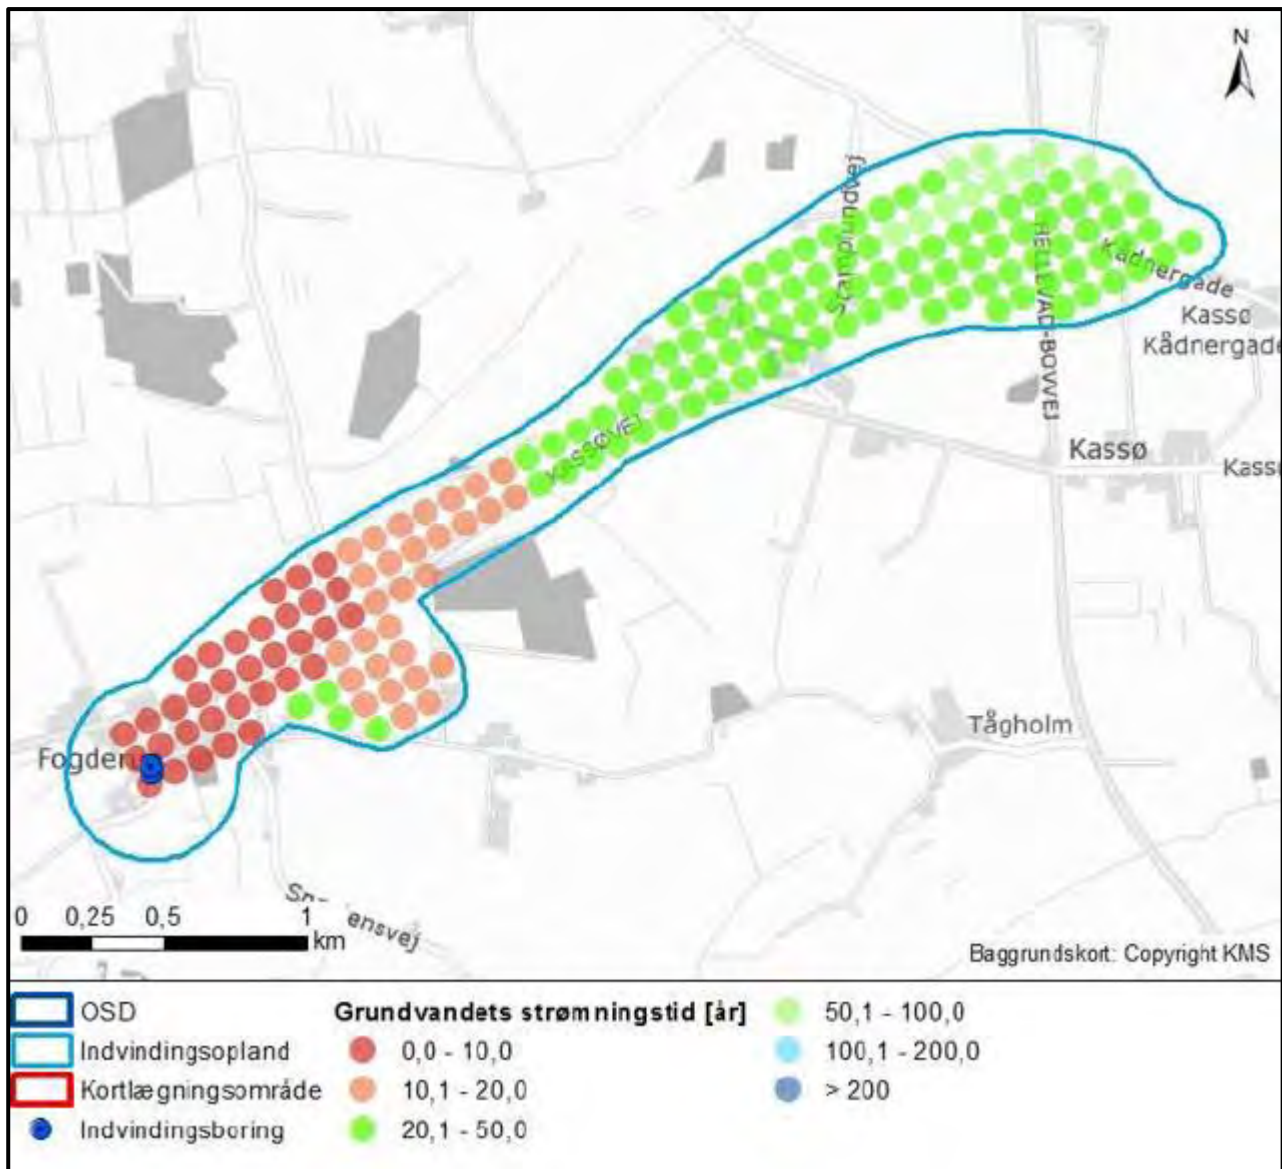 N
HELLEVAD-BOVVEJ
Kådnergade
Kassø
Kådnergade
KASSØVEJ
Kassø
Tågholm
0 0,25 0,5 1
km
Baggrundskort: Copyright KMS
OSD
Indvindingsopland
Kortlægningsområde
Indvindingsboring
Grundvandets strømningstid [år]
0,0 - 10,0
10,1 - 20,0
20,1 - 50,0
50,1 - 100,0
100,1 - 200,0
> 200